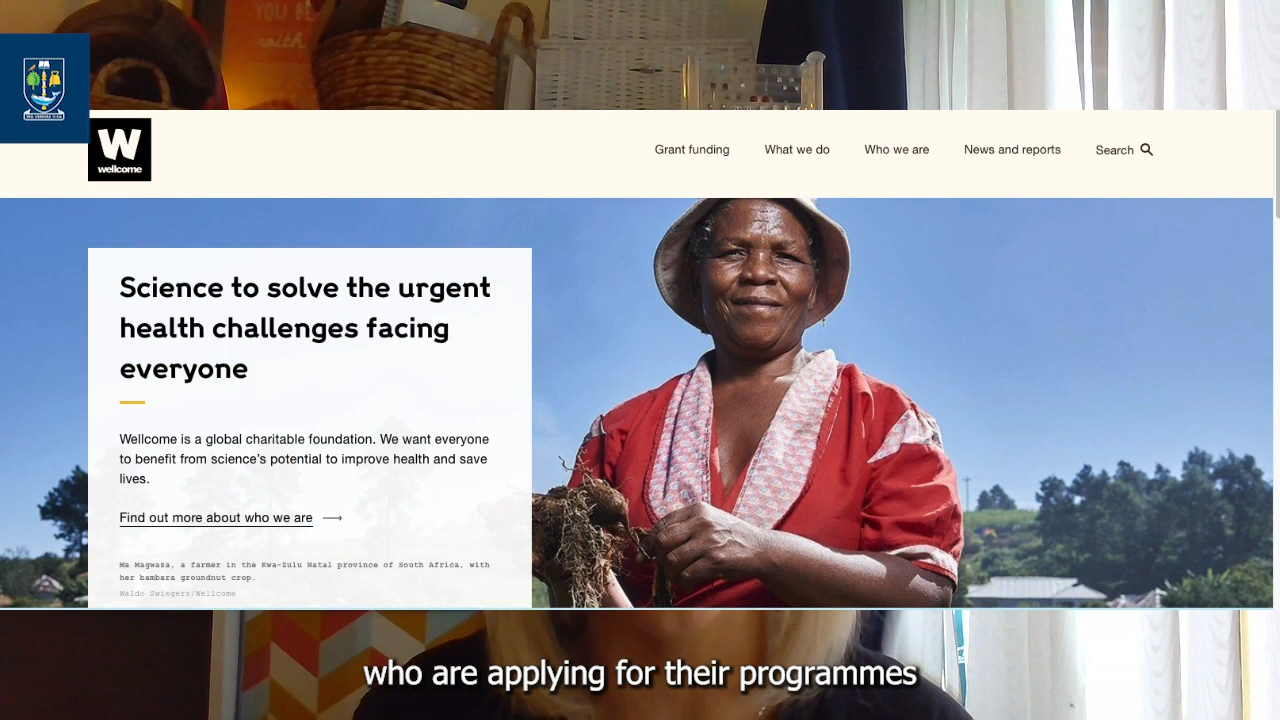 YOU BE
with
W
wellcome
Grant funding
What we do
Who we are
News and reports
Search
Science to solve the urgent
health challenges facing
everyone
Wellcome is a global charitable foundation. We want everyone
to benefit from science's potential to improve health and save
lives.
Find out more about who we are
Ma Magwaza, a farmer in the Kwa-Zulu Natal province of South Africa, with
her bambara groundnut crop.
Waldo Swiegers/Wellcome
who are applying for their programmes